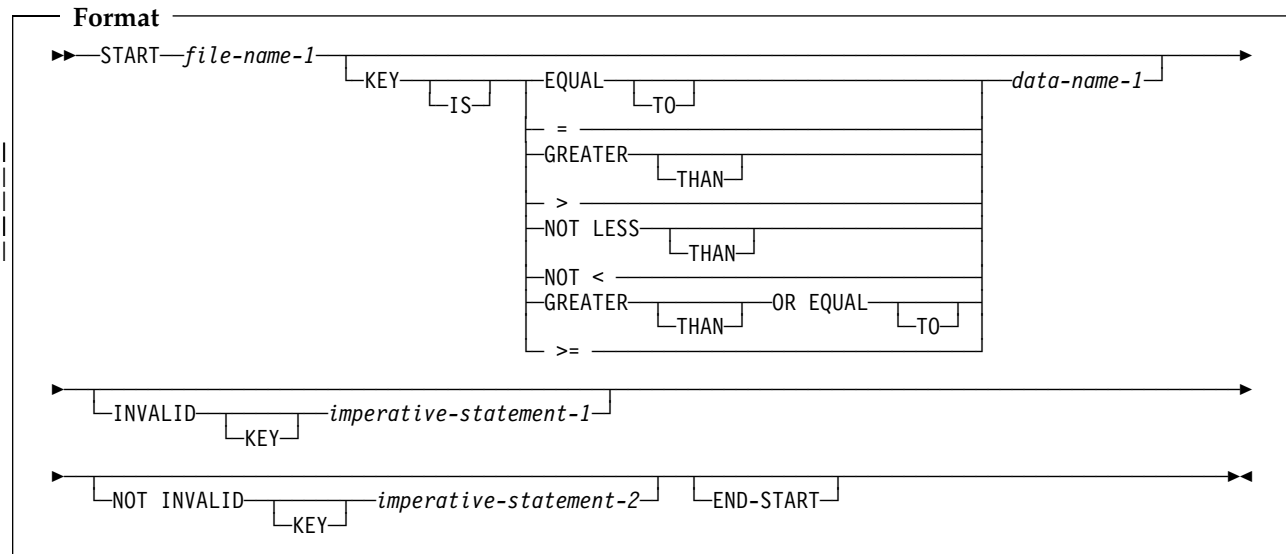 Format
START file-name-1
KEY IS EQUAL TO data-name-1
=
GREATER THAN
>
NOT LESS THAN
NOT <
GREATER THAN OR EQUAL TO
>=
INVALID KEY imperative-statement-1
NOT INVALID KEY imperative-statement-2 END-START